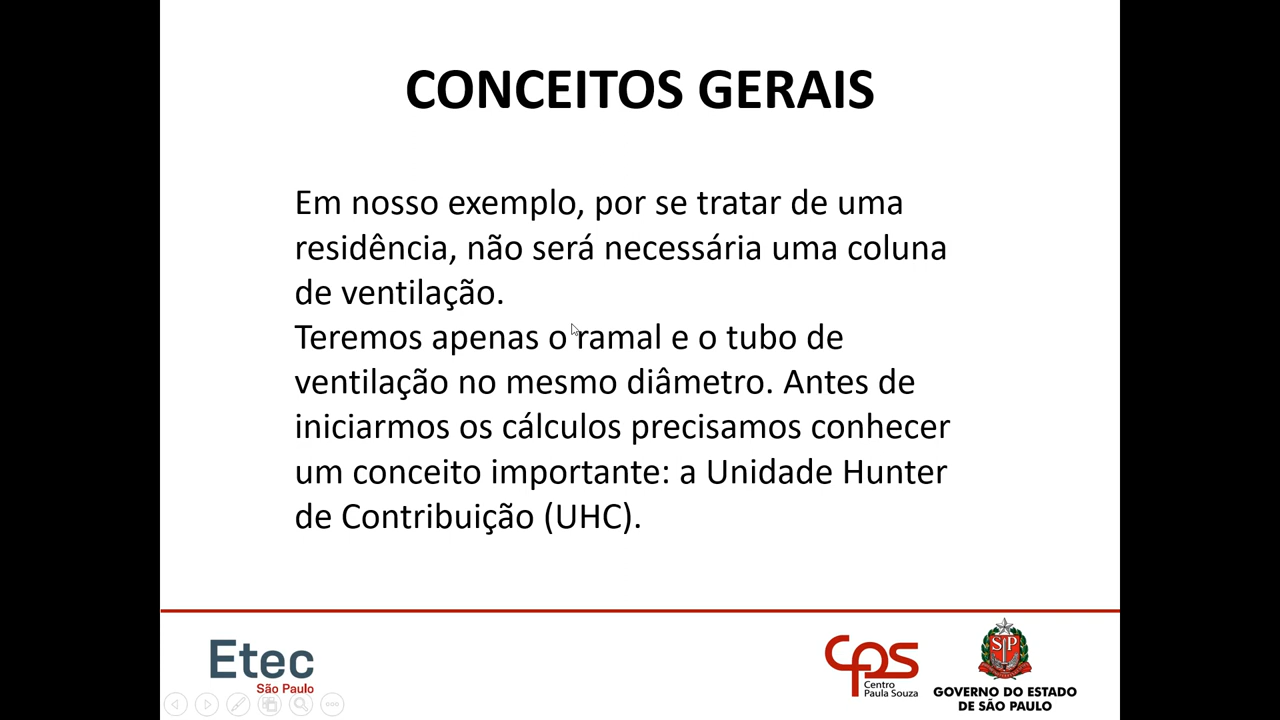 CONCEITOS GERAIS
Em nosso exemplo, por se tratar de uma
residência, não será necessária uma coluna
de ventilação.
Teremos apenas o ramal e o tubo de
ventilação no mesmo diâmetro. Antes de
iniciarmos os cálculos precisamos conhecer
um conceito importante: a Unidade Hunter
de Contribuição (UHC).
Etec
São Paulo
cps
Centro
Paula Souza
SP
GOVERNO DO ESTADO
DE SÃO PAULO